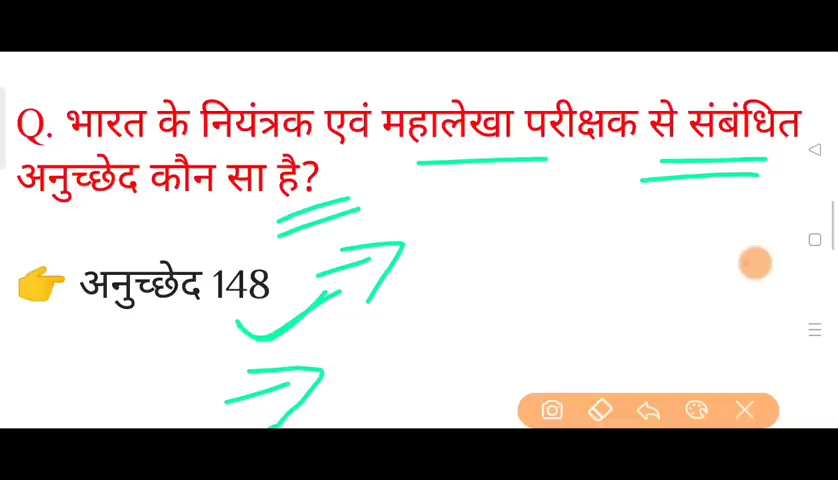 Q. भारत के नियंत्रक एवं महालेखा परीक्षक से संबंधित
अनुच्छेद कौन सा है?
👉 अनुच्छेद 148